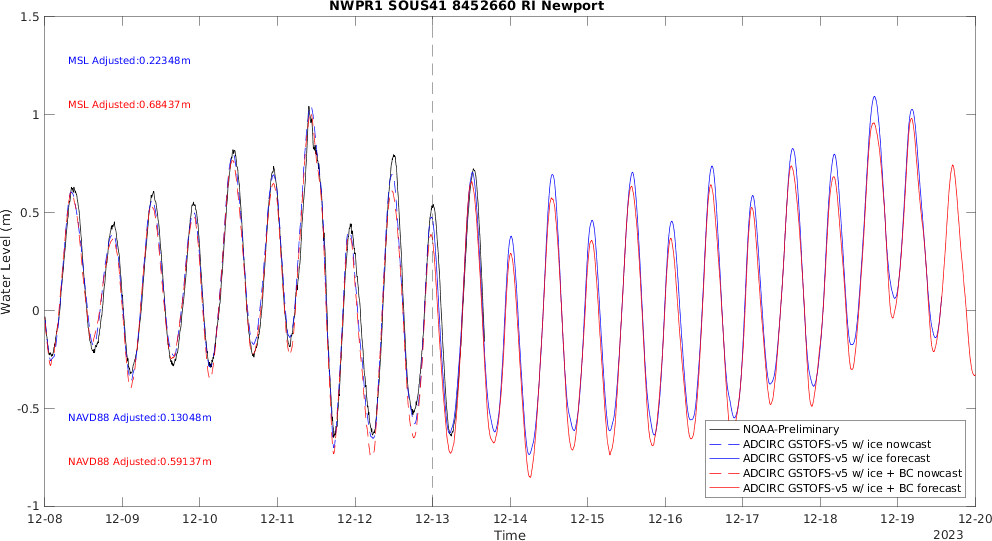 NWPR1 SOUS41 8452660 RI Newport
1.5
1
0.5
0
-0.5
-1
Water Level (m)
MSL Adjusted:0.22348m
MSL Adjusted:0.68437m
NAVD88 Adjusted:0.13048m
NAVD88 Adjusted:0.59137m
NOAA-Preliminary
ADCIRC GSTOFS-v5 w/ ice nowcast
ADCIRC GSTOFS-v5 w/ ice forecast
ADCIRC GSTOFS-v5 w/ ice + BC nowcast
ADCIRC GSTOFS-v5 w/ ice + BC forecast
12-08 12-09 12-10 12-11 12-12 12-13 12-14 12-15 12-16 12-17 12-18 12-19 12-20
Time
2023